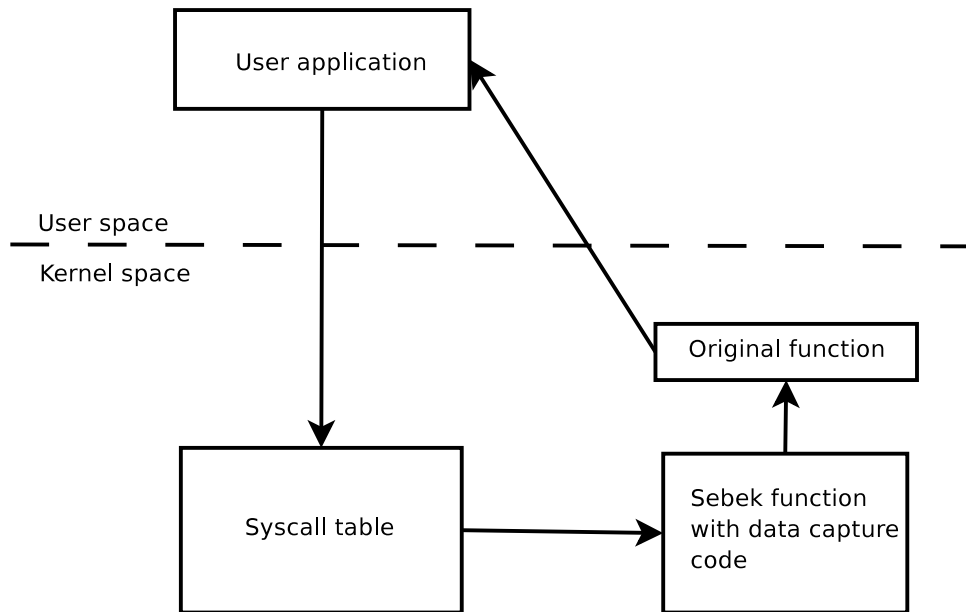 User application
User space
Kernel space
Original function
Syscall table
Sebek function
with data capture
code